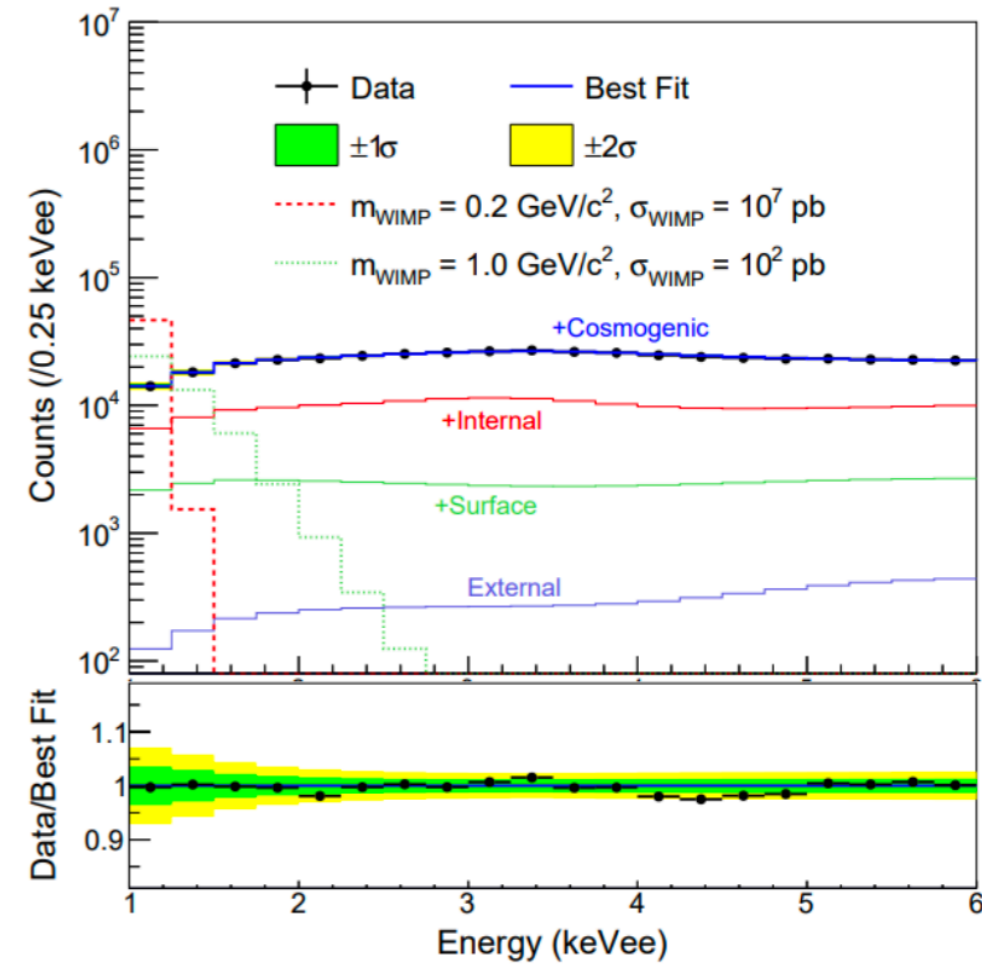 10⁷
Data
Best Fit
±1σ
±2σ
10⁶
m_WIMP = 0.2 GeV/c², σ_WIMP = 10⁷ pb
m_WIMP = 1.0 GeV/c², σ_WIMP = 10² pb
10⁵
+Cosmogenic
10⁴
+Internal
+Surface
10³
External
10²
Counts (/0.25 keVee)
1.1
1
0.9
Data/Best Fit
1 2 3 4 5 6
Energy (keVee)